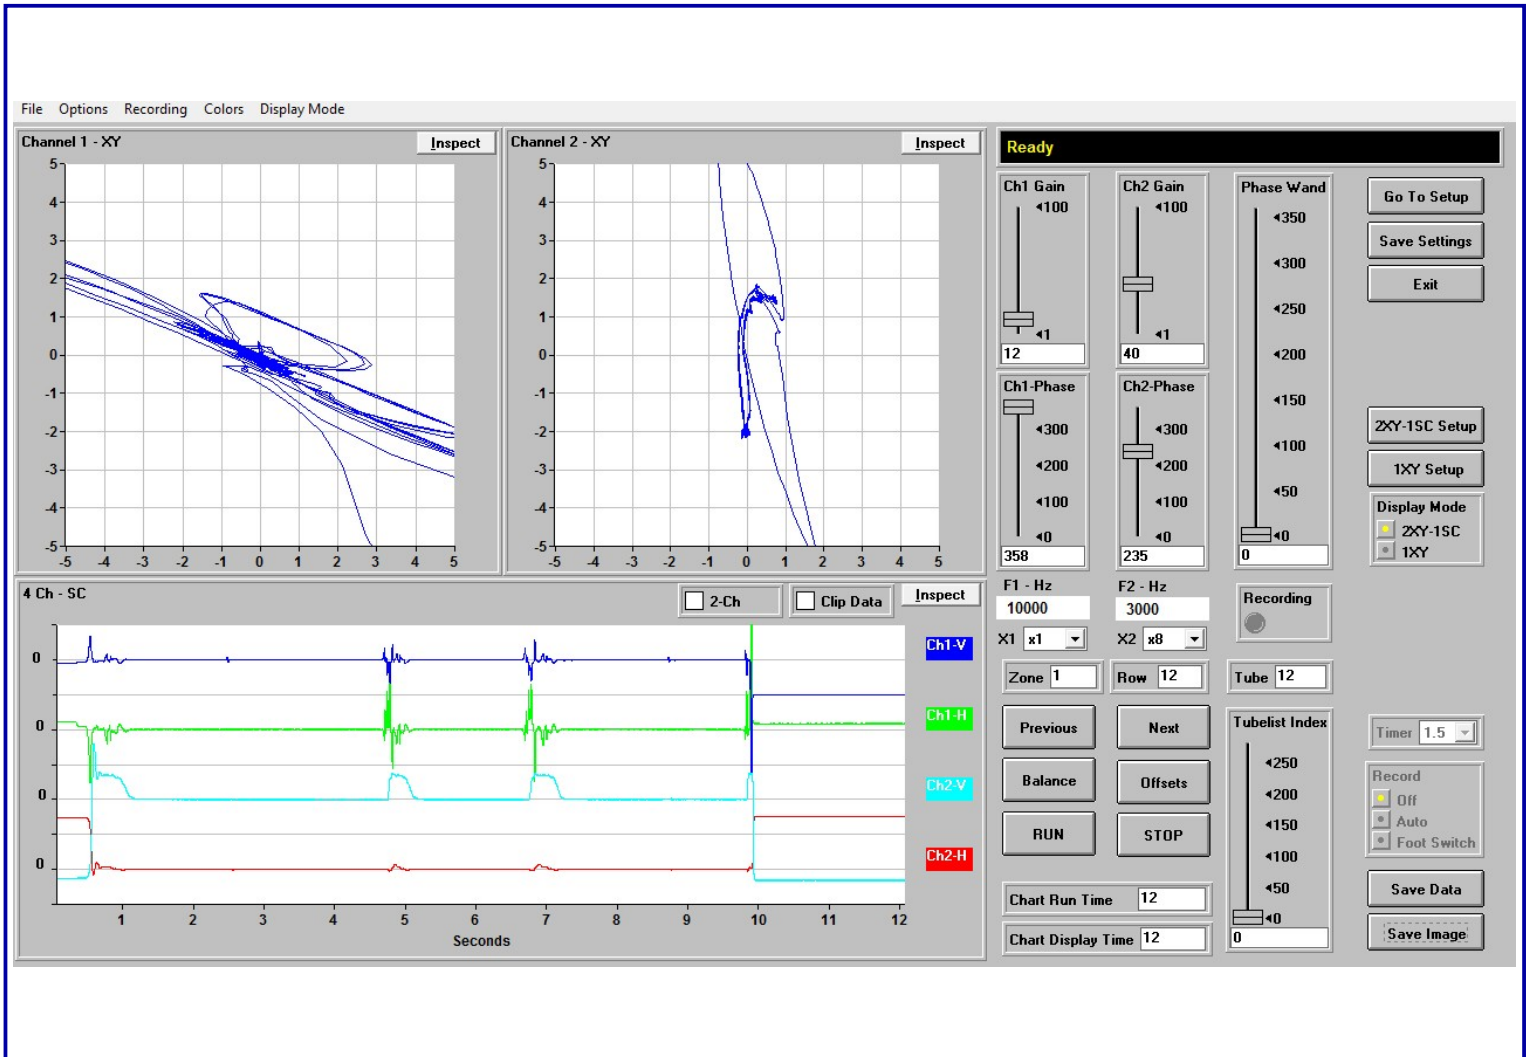 File Options Recording Colors Display Mode
Channel 1 - XY
Inspect
5
4
3
2
1
0
-1
-2
-3
-4
-5
-5 -4 -3 -2 -1 0 1 2 3 4 5
Channel 2 - XY
Inspect
5
4
3
2
1
0
-1
-2
-3
-4
-5
-5 -4 -3 -2 -1 0 1 2 3 4 5
4 Ch - SC
2-Ch
Clip Data
Inspect
0
0
0
0
Ch1-V
Ch1-H
Ch2-V
Ch2-H
1 2 3 4 5 6 7 8 9 10 11 12
Seconds
Ready
Ch1 Gain
100
1
12
Ch2 Gain
100
1
40
Phase Wand
350
300
250
200
150
100
50
0
0
Ch1-Phase
300
200
100
0
358
Ch2-Phase
300
200
100
0
235
Go To Setup
Save Settings
Exit
2XY-1SC Setup
1XY Setup
Display Mode
2XY-1SC
1XY
F1 - Hz
10000
F2 - Hz
3000
Recording
X1 x1
X2 x8
Zone 1
Row 12
Tube 12
Previous
Next
Balance
Offsets
RUN
STOP
Tubelist Index
250
200
150
100
50
0
0
Timer 1.5
Record
Off
Auto
Foot Switch
Chart Run Time 12
Chart Display Time 12
Save Data
Save Image